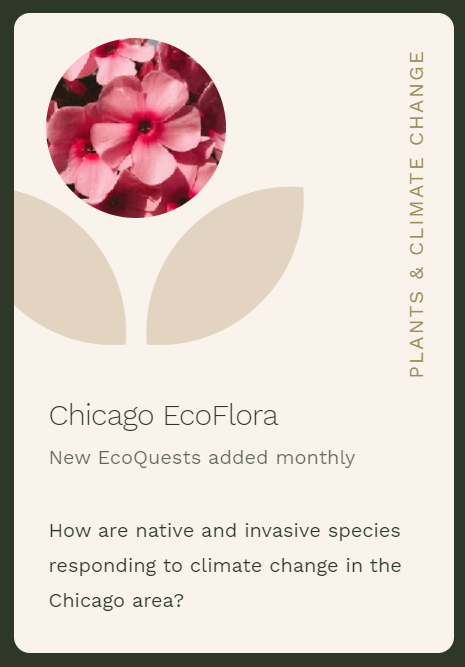 PLANTS & CLIMATE CHANGE
Chicago EcoFlora
New EcoQuests added monthly
How are native and invasive species
responding to climate change in the
Chicago area?